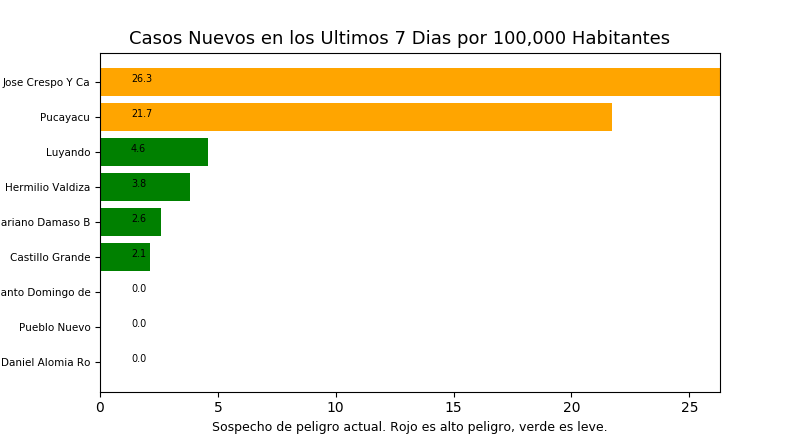 Casos Nuevos en los Ultimos 7 Dias por 100,000 Habitantes
Jose Crespo Y Ca 26.3
Pucayacu 21.7
Luyando 4.6
Hermilio Valdiza 3.8
ariano Damaso B 2.6
Castillo Grande 2.1
anto Domingo de 0.0
Pueblo Nuevo 0.0
Daniel Alomia Ro 0.0
0 5 10 15 20 25
Sospecho de peligro actual. Rojo es alto peligro, verde es leve.